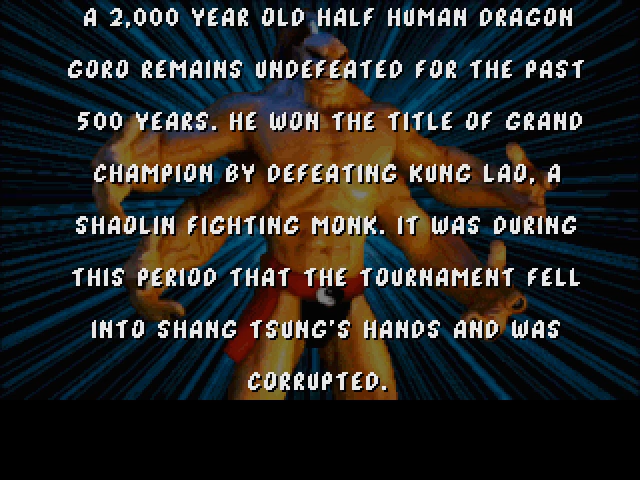 A 2,000 YEAR OLD HALF HUMAN DRAGON
GORO REMAINS UNDEFEATED FOR THE PAST
500 YEARS. HE WON THE TITLE OF GRAND
CHAMPION BY DEFEATING KUNG LAO, A
SHAOLIN FIGHTING MONK. IT WAS DURING
THIS PERIOD THAT THE TOURNAMENT FELL
INTO SHANG TSUNG'S HANDS AND WAS
CORRUPTED.